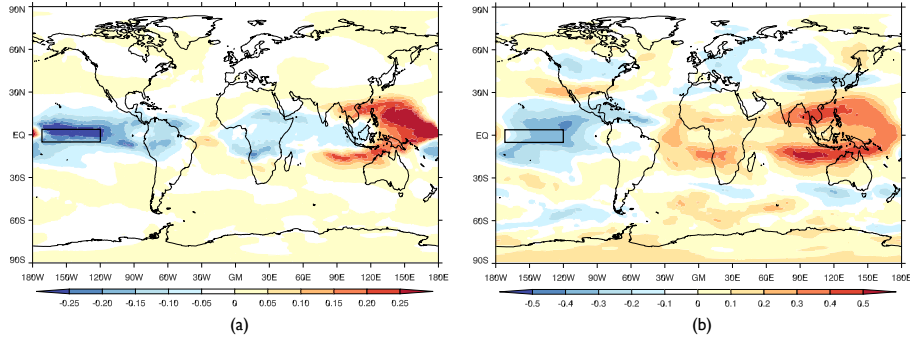 90N
60N
30N
EQ
30S
60S
90S
180W 150W 120W 90W 60W 30W GM 30E 60E 90E 120E 150E 180E
-0.25 -0.20 -0.15 -0.10 -0.05 0 0.05 0.10 0.15 0.20 0.25
(a)
90N
60N
30N
EQ
30S
60S
90S
180W 150W 120W 90W 60W 30W GM 30E 60E 90E 120E 150E 180E
-0.5 -0.4 -0.3 -0.2 -0.1 0 0.1 0.2 0.3 0.4 0.5
(b)